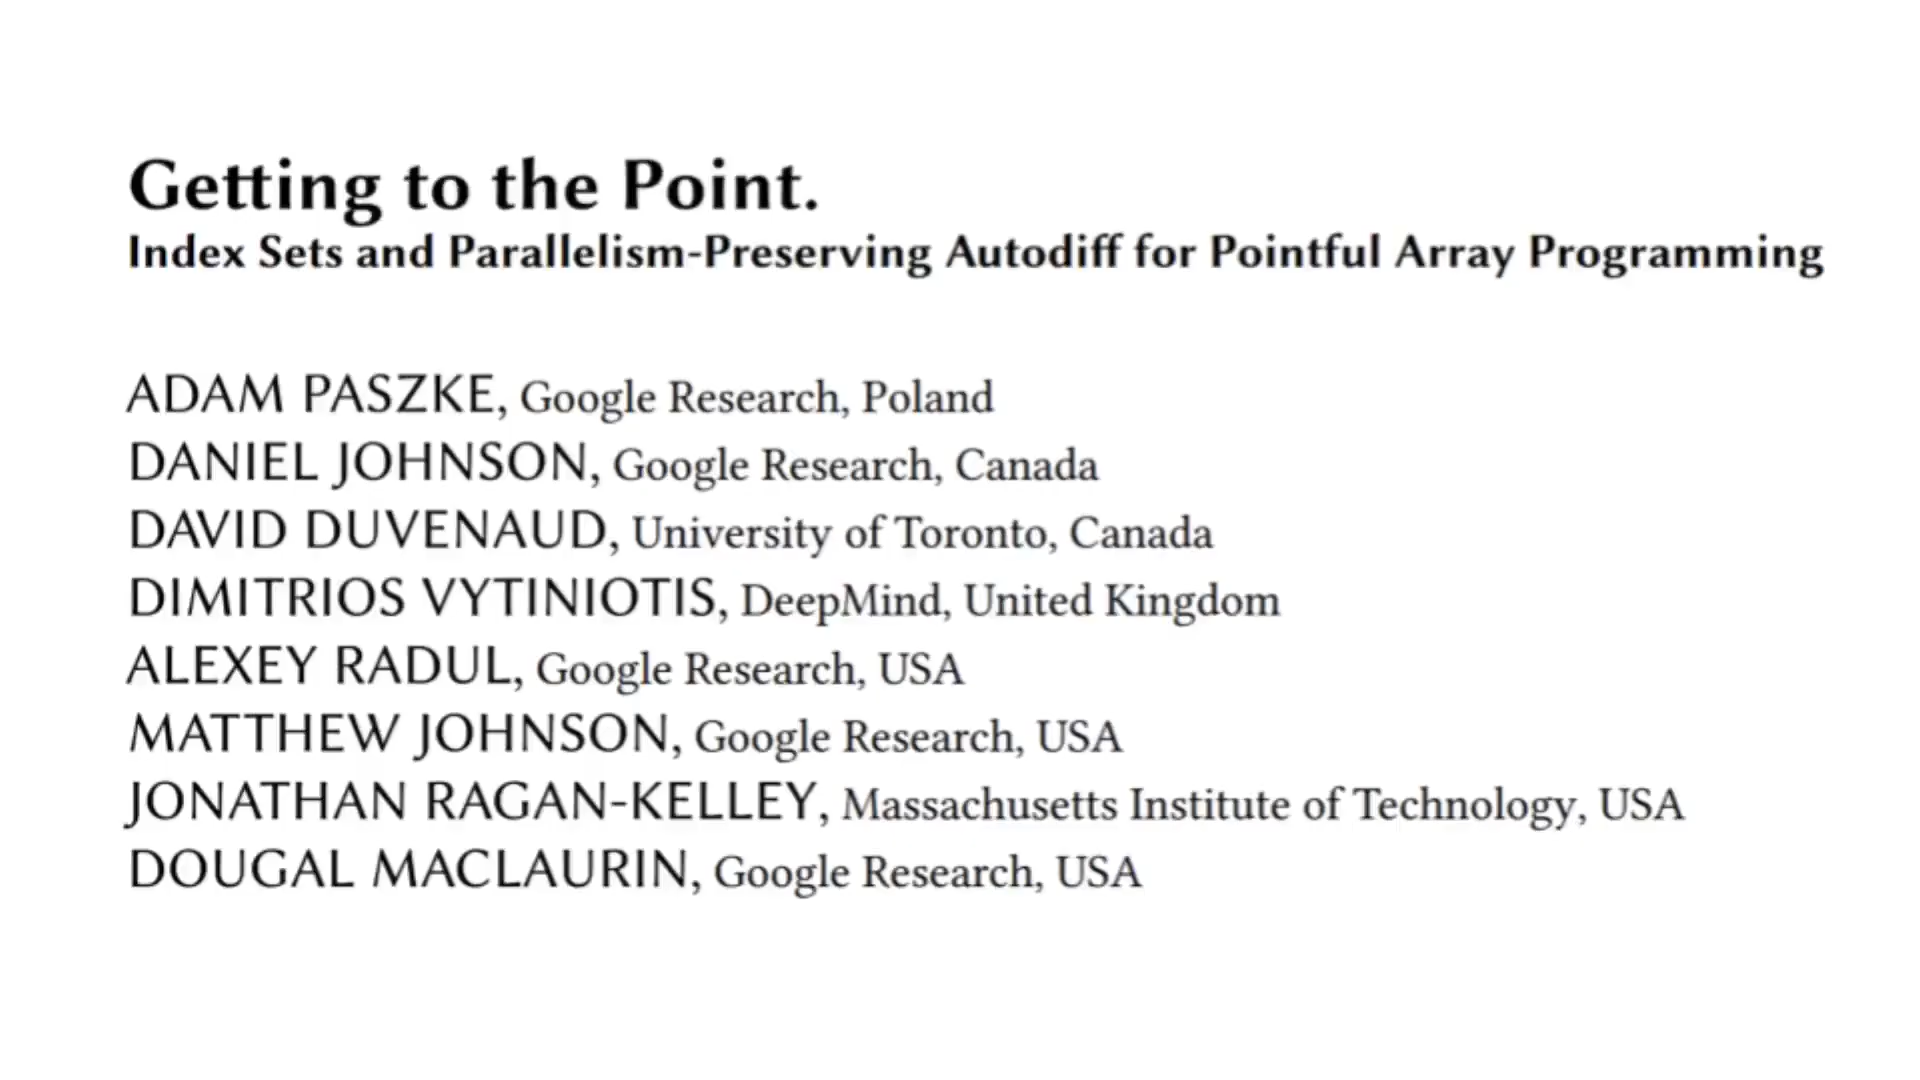 Getting to the Point.
Index Sets and Parallelism-Preserving Autodiff for Pointful Array Programming
ADAM PASZKE, Google Research, Poland
DANIEL JOHNSON, Google Research, Canada
DAVID DUVENAUD, University of Toronto, Canada
DIMITRIOS VYTINIOTIS, DeepMind, United Kingdom
ALEXEY RADUL, Google Research, USA
MATTHEW JOHNSON, Google Research, USA
JONATHAN RAGAN-KELLEY, Massachusetts Institute of Technology, USA
DOUGAL MACLAURIN, Google Research, USA